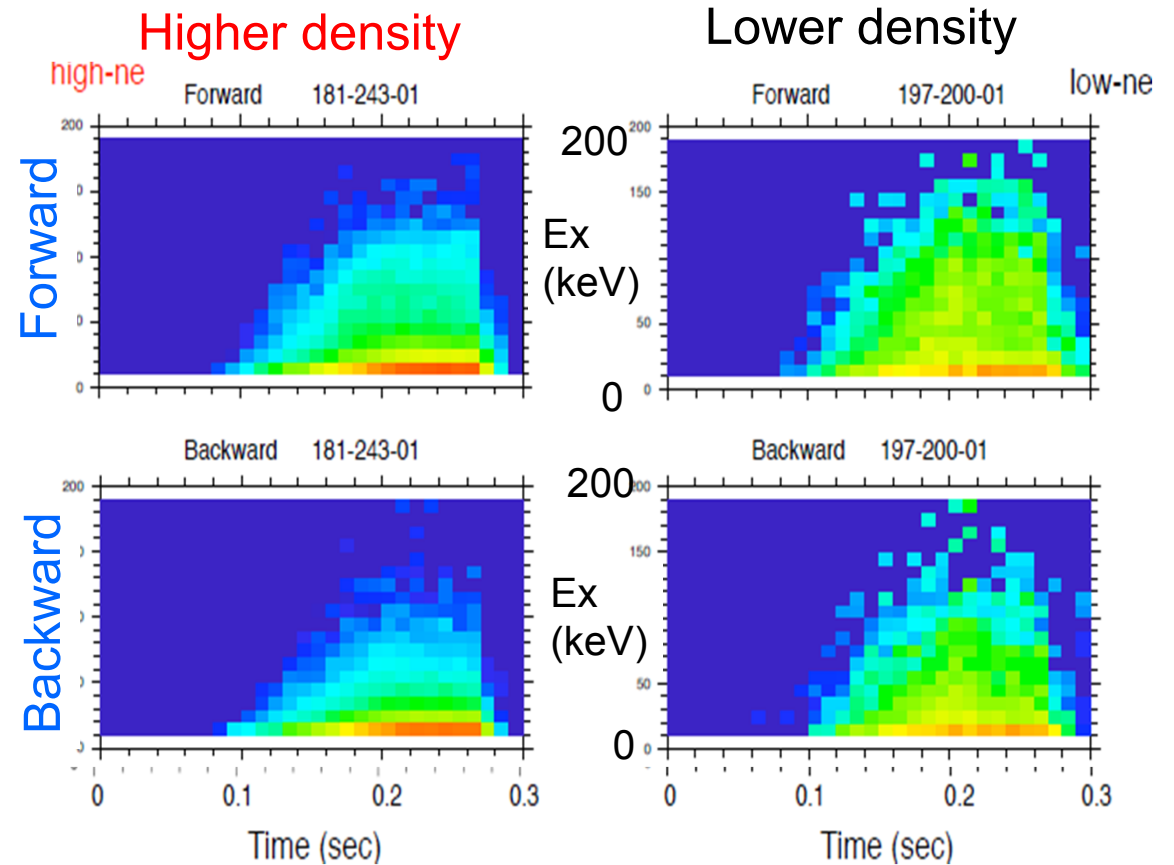 Higher density
Lower density
high-ne
low-ne
Forward 181-243-01
Forward 197-200-01
200
200
200
Forward
150
Ex
(keV)
50
0
0
0
Backward 181-243-01
Backward 197-200-01
200
200
200
Backward
150
Ex
(keV)
50
0
0
0 0.1 0.2 0.3
0 0.1 0.2 0.3
Time (sec)
Time (sec)